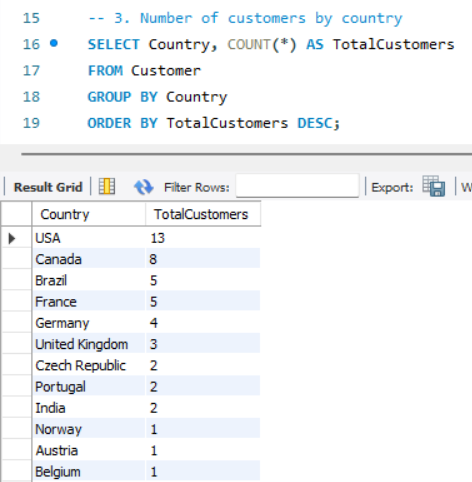 15 -- 3. Number of customers by country
16 SELECT Country, COUNT(*) AS TotalCustomers
17 FROM Customer
18 GROUP BY Country
19 ORDER BY TotalCustomers DESC;
Result Grid Filter Rows: Export: W
Country TotalCustomers
USA 13
Canada 8
Brazil 5
France 5
Germany 4
United Kingdom 3
Czech Republic 2
Portugal 2
India 2
Norway 1
Austria 1
Belgium 1